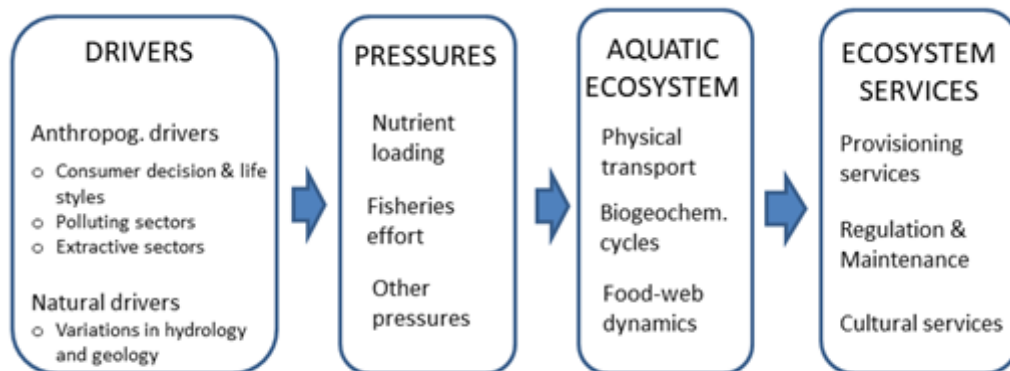 DRIVERS
Anthropog. drivers
o Consumer decision & life
styles
o Polluting sectors
o Extractive sectors
Natural drivers
o Variations in hydrology
and geology
PRESSURES
Nutrient
loading
Fisheries
effort
Other
pressures
AQUATIC
ECOSYSTEM
Physical
transport
Biogeochem.
cycles
Food-web
dynamics
ECOSYSTEM
SERVICES
Provisioning
services
Regulation &
Maintenance
Cultural services